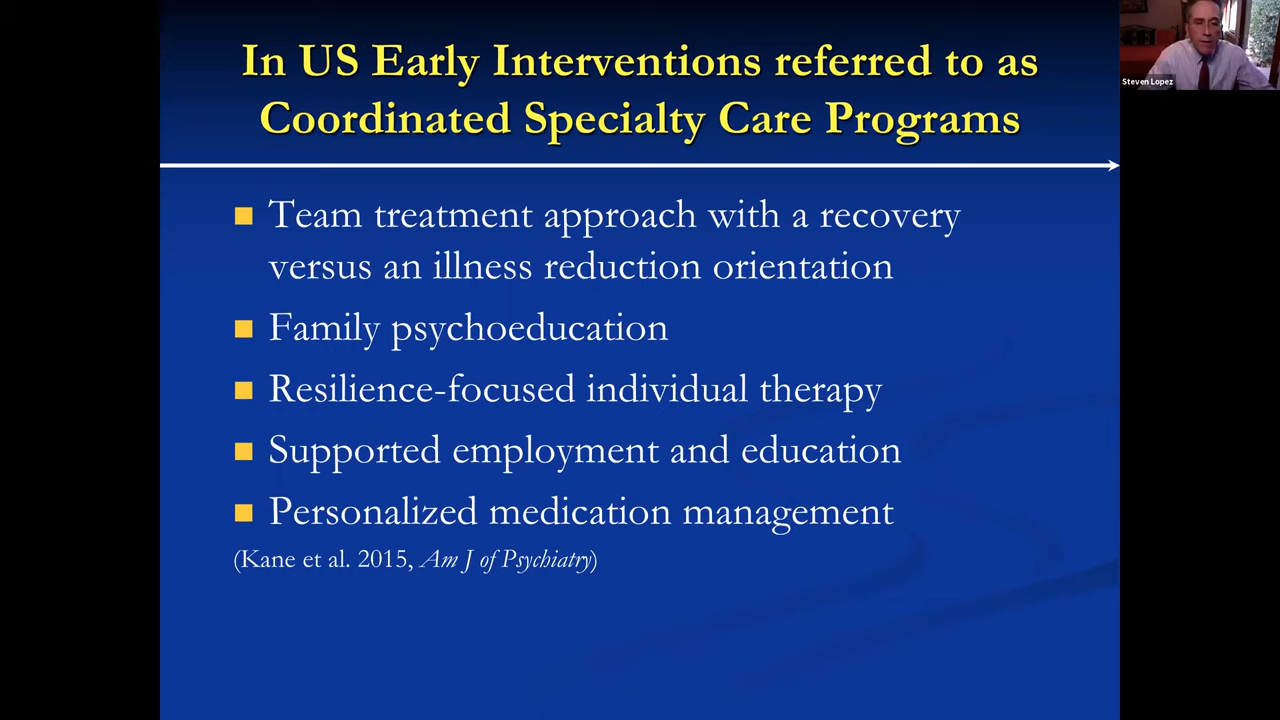 In US Early Interventions referred to as
Coordinated Specialty Care Programs
Steven Lopez
Team treatment approach with a recovery
versus an illness reduction orientation
Family psychoeducation
Resilience-focused individual therapy
Supported employment and education
Personalized medication management
(Kane et al. 2015, Am J of Psychiatry)